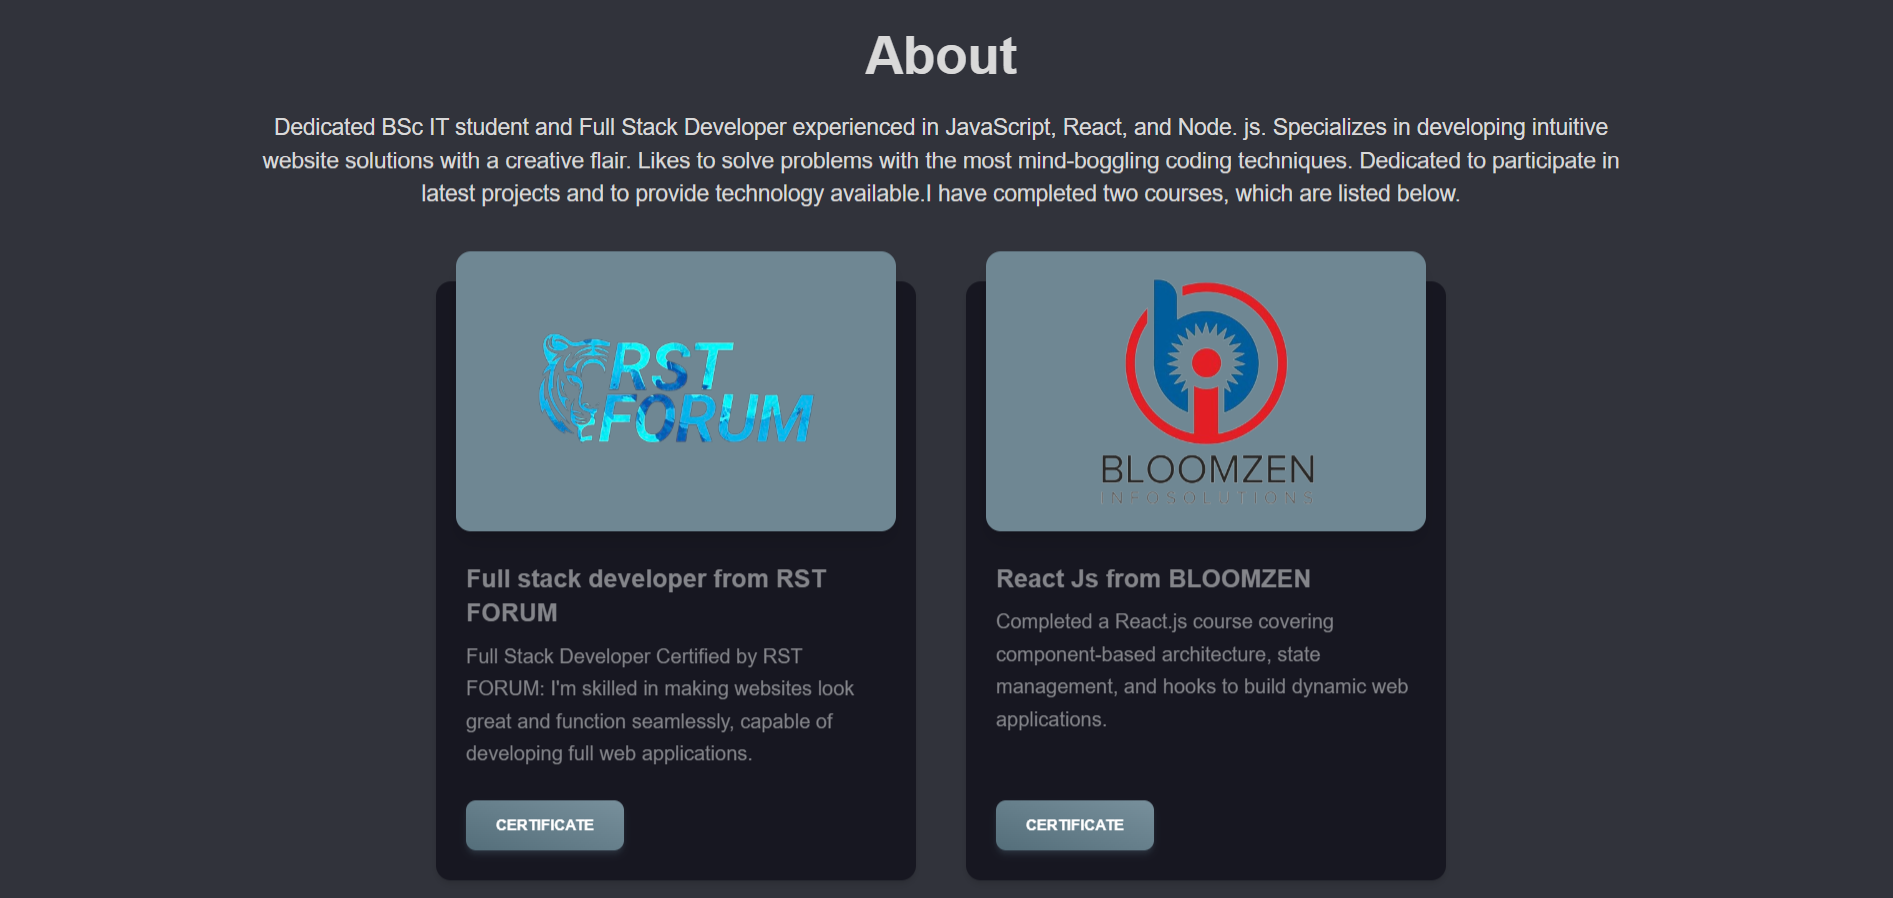 About
Dedicated BSc IT student and Full Stack Developer experienced in JavaScript, React, and Node. js. Specializes in developing intuitive
website solutions with a creative flair. Likes to solve problems with the most mind-boggling coding techniques. Dedicated to participate in
latest projects and to provide technology available.I have completed two courses, which are listed below.
RST
FORUM
Full stack developer from RST
FORUM
Full Stack Developer Certified by RST
FORUM: I'm skilled in making websites look
great and function seamlessly, capable of
developing full web applications.
CERTIFICATE
bi
BLOOMZEN
INFOSOLUTIONS
React Js from BLOOMZEN
Completed a React.js course covering
component-based architecture, state
management, and hooks to build dynamic web
applications.
CERTIFICATE